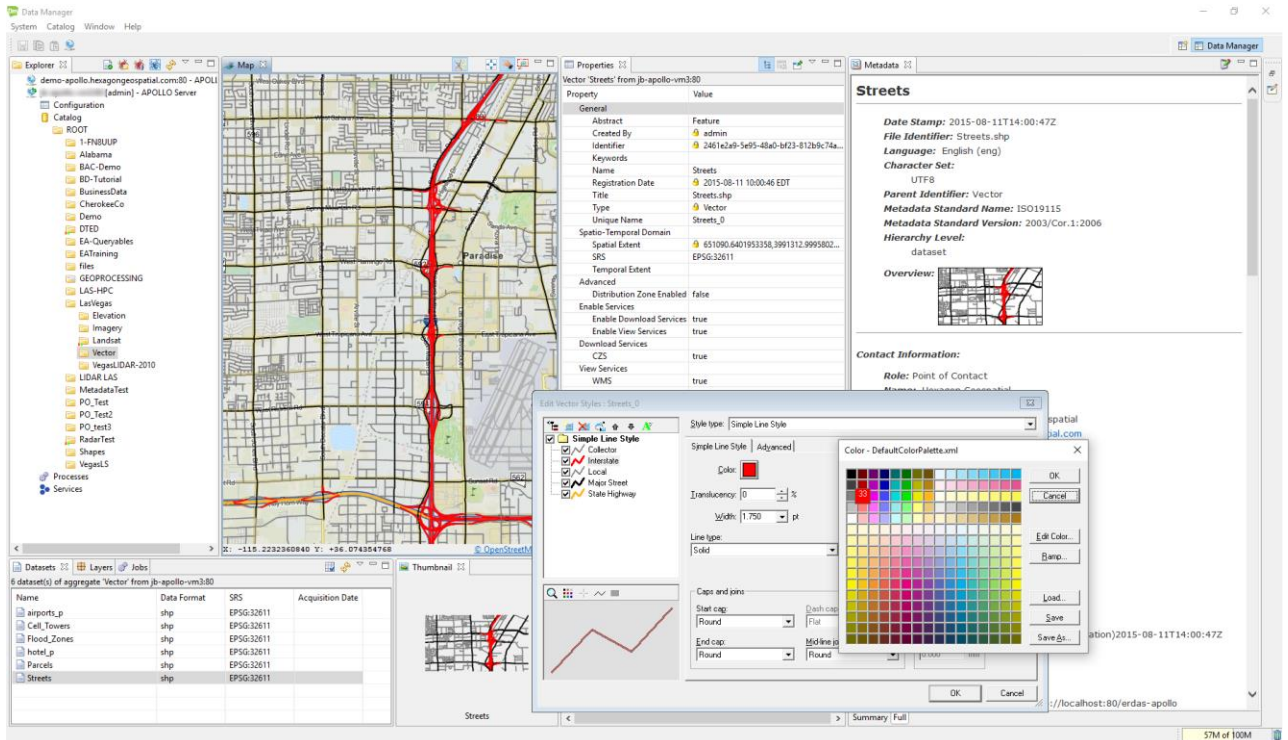 Data Manager
System Catalog Window Help
Data Manager
Explorer
demo-apollo.hexagongeospatial.com:80 - APOLI
[admin] - APOLLO Server
Configuration
Catalog
ROOT
1-FN8UUP
Alabama
BAC-Demo
BD-Tutorial
BusinessData
CherokeeCo
Demo
DTED
EA-Queryables
EATraining
files
GEOPROCESSING
LAS-HPC
LasVegas
Elevation
Imagery
Landsat
Vector
VegasLIDAR-2010
LIDAR LAS
MetadataTest
PO_Test
PO_Test2
PO_test3
RadarTest
Shapes
VegasLS
Processes
Services
Map
596
Paradise
592
X: -115.2232360840 Y: +36.074354768
© OpenStreetM
Properties
Vector 'Streets' from jb-apollo-vm3:80
Property Value
General
Abstract Feature
Created By admin
Identifier 2461e2a9-5e95-48a0-bf23-812b9c74a...
Keywords
Name Streets
Registration Date 2015-08-11 10:00:46 EDT
Title Streets.shp
Type Vector
Unique Name Streets_0
Spatio-Temporal Domain
Spatial Extent 651090.6401953358,3991312.9995802...
SRS EPSG:32611
Temporal Extent
Advanced
Distribution Zone Enabled false
Enable Services
Enable Download Services true
Enable View Services true
Download Services
CZS true
View Services
WMS true
Metadata
Streets
Date Stamp: 2015-08-11T14:00:47Z
File Identifier: Streets.shp
Language: English (eng)
Character Set:
UTF8
Parent Identifier: Vector
Metadata Standard Name: ISO19115
Metadata Standard Version: 2003/Cor.1:2006
Hierarchy Level:
dataset
Overview:
Contact Information:
Role: Point of Contact
Name: Hexagon Geospatial
spatial
ial.com
ation)2015-08-11T14:00:47Z
://localhost:80/erdas-apollo
Summary Full
Edit Vector Styles : Streets_0
Simple Line Style
Collector
Interstate
Local
Major Street
State Highway
Style type: Simple Line Style
Simple Line Style Advanced
Color:
Translucency: 0 %
Width: 1.750 pt
Line type:
Solid
Caps and joins
Start cap: Dash cap
Round Flat
End cap: Mid-line jo
Round Round 0.000 mm
OK Cancel
Color - DefaultColorPalette.xml
33
OK
Cancel
Edit Color...
Ramp...
Load...
Save
Save As...
Datasets Layers Jobs
6 dataset(s) of aggregate 'Vector' from jb-apollo-vm3:80
Name Data Format SRS Acquisition Date
airports_p shp EPSG:32611
Cell_Towers shp EPSG:32611
Flood_Zones shp EPSG:32611
hotel_p shp EPSG:32611
Parcels shp EPSG:32611
Streets shp EPSG:32611
Thumbnail
Streets
57M of 100M